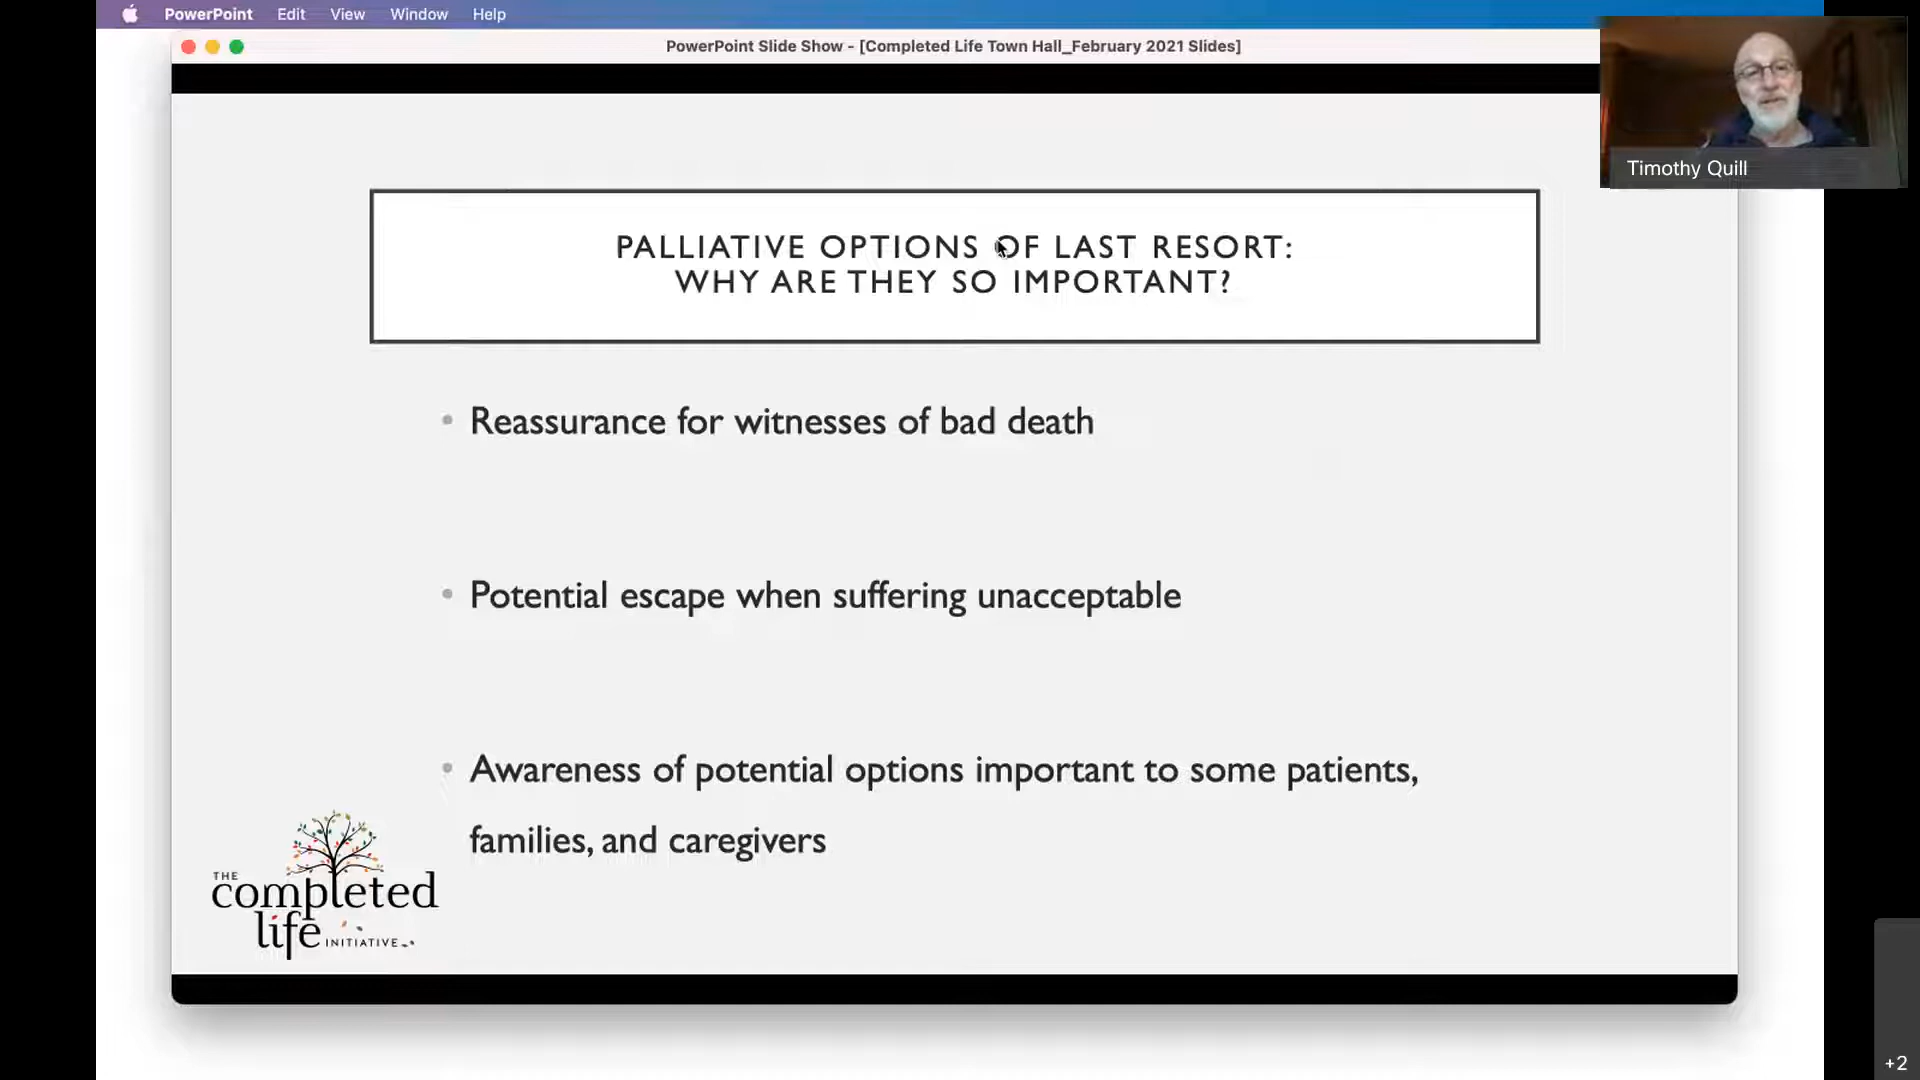 PowerPoint Edit View Window Help
PowerPoint Slide Show - [Completed Life Town Hall_February 2021 Slides]
Timothy Quill
PALLIATIVE OPTIONS OF LAST RESORT:
WHY ARE THEY SO IMPORTANT?
• Reassurance for witnesses of bad death
• Potential escape when suffering unacceptable
• Awareness of potential options important to some patients,
families, and caregivers
THE
completed
life INITIATIVE
+2